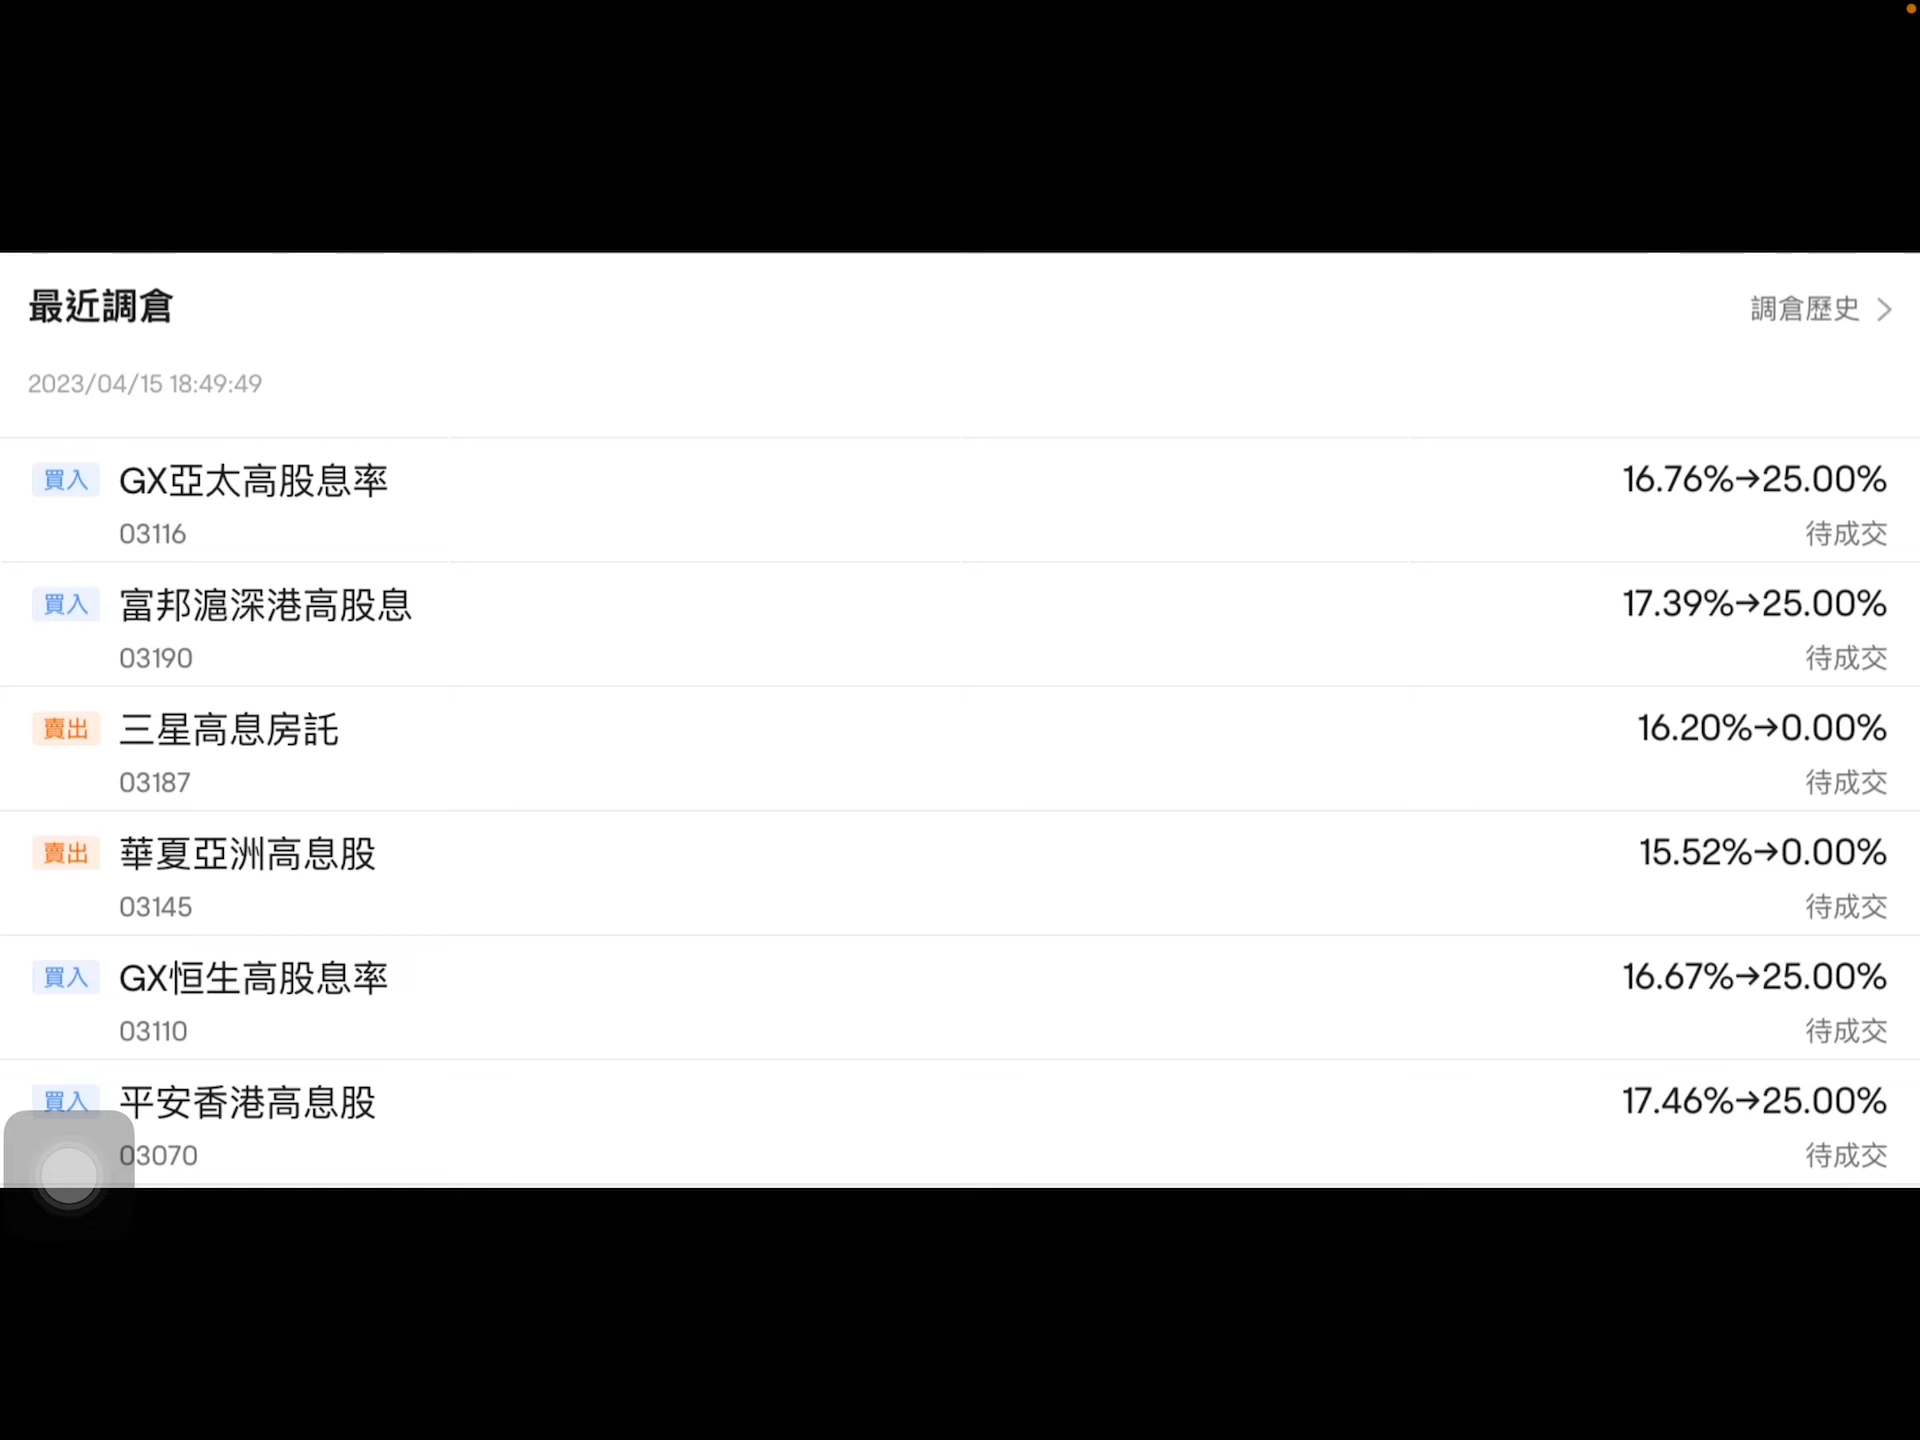 最近調倉
調倉歷史
2023/04/15 18:49:49
買入 GX亞太高股息率 16.76%→25.00%
03116 待成交
買入 富邦滬深港高股息 17.39%→25.00%
03190 待成交
賣出 三星高息房託 16.20%→0.00%
03187 待成交
賣出 華夏亞洲高息股 15.52%→0.00%
03145 待成交
買入 GX恒生高股息率 16.67%→25.00%
03110 待成交
買入 平安香港高息股 17.46%→25.00%
03070 待成交